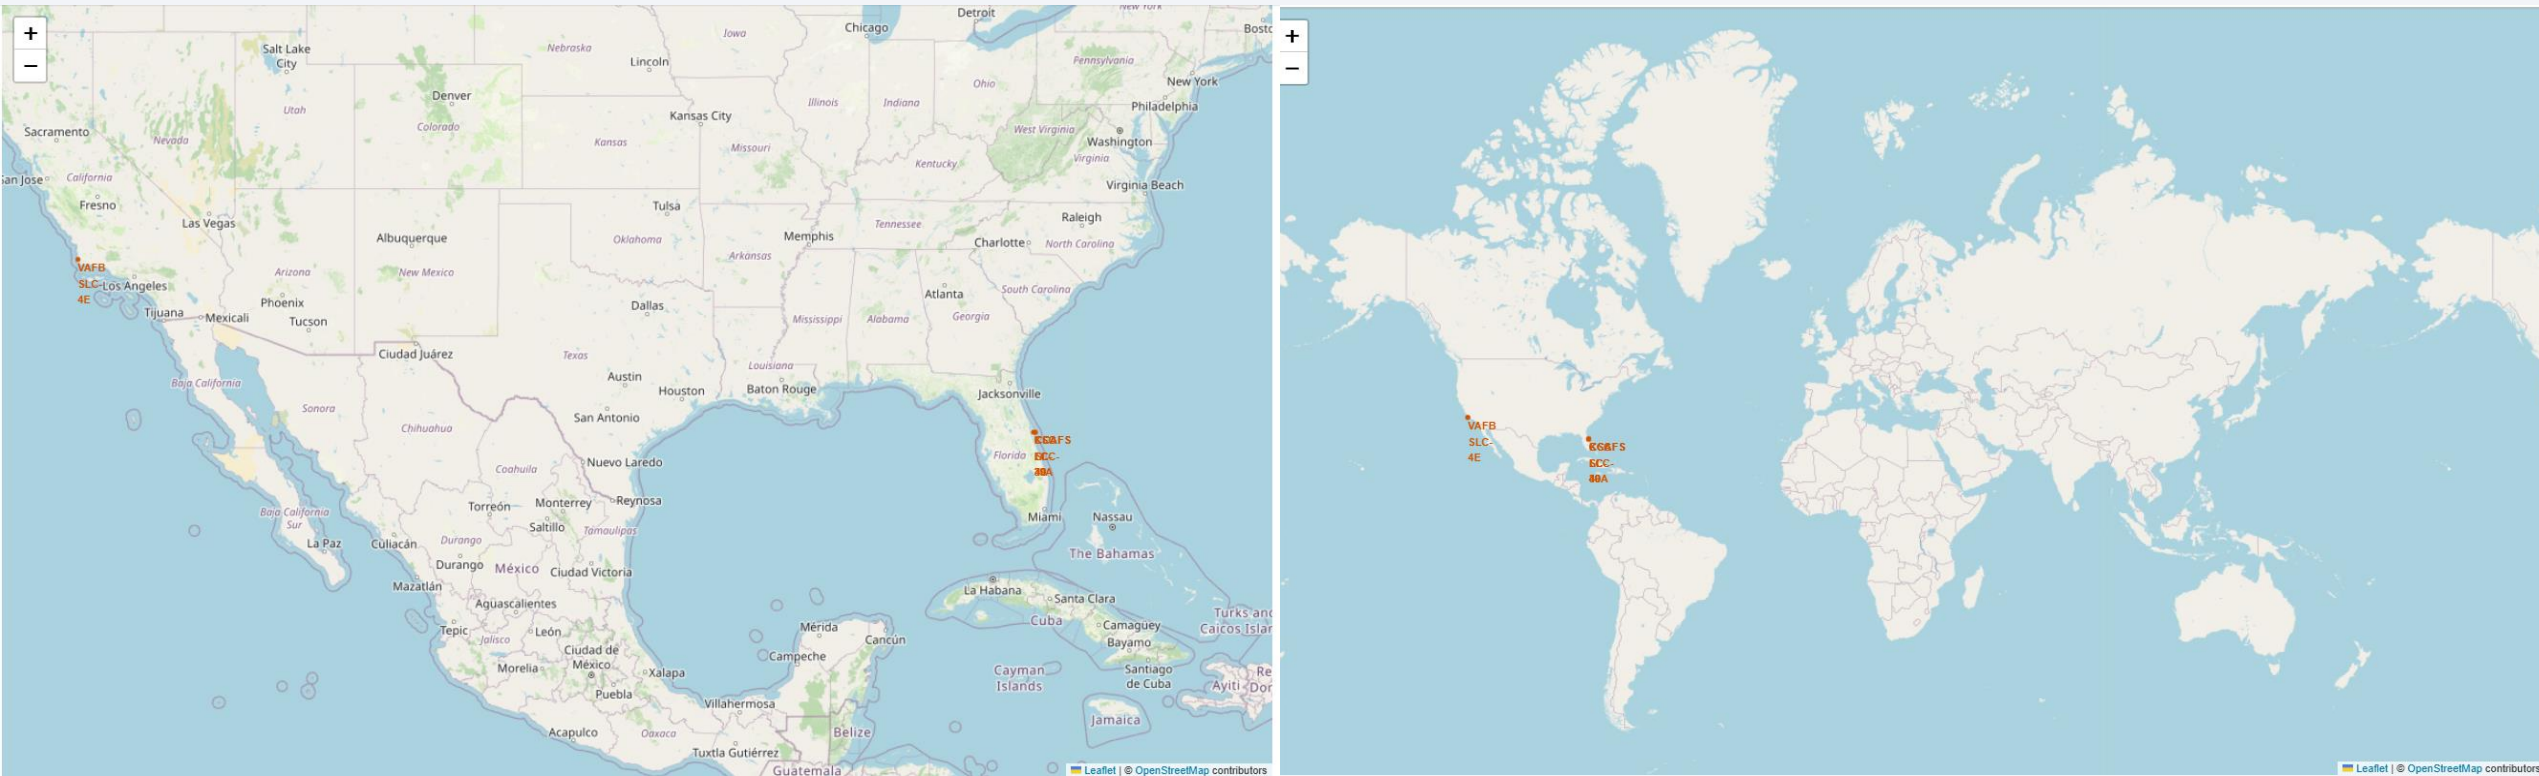 +
−
Detroit
New York
Chicago
Iowa
Salt Lake
City
Nebraska
Lincoln
Pennsylvania
New York
Denver
Ohio
Utah
Illinois
Indiana
Philadelphia
Kansas City
Colorado
Sacramento
West Virginia
Nevada
Kansas
Missouri
Washington
Virginia
Kentucky
San Jose
California
Virginia Beach
Fresno
Las Vegas
Tulsa
Raleigh
Albuquerque
Oklahoma
Memphis
Tennessee
Charlotte
North Carolina
Arkansas
VAFB
SLC-
4E
Los Angeles
Arizona
New Mexico
Phoenix
Atlanta
South Carolina
Tijuana
Mexicali
Tucson
Dallas
Mississippi
Alabama
Georgia
Ciudad Juárez
Texas
Louisiana
Baja California
Austin
Houston
Baton Rouge
Jacksonville
Sonora
San Antonio
Chihuahua
Florida
Coahuila
Nuevo Laredo
Torreón
Monterrey
Reynosa
Baja California
Sur
Saltillo
Tamaulipas
Miami
Nassau
La Paz
Culiacán
Durango
The Bahamas
Durango
México
Ciudad Victoria
Mazatlán
La Habana
Santa Clara
Aguascalientes
Cuba
Camagüey
Turks and
Tepic
Jalisco
León
Mérida
Cancún
Bayamo
Ciudad de
México
Campeche
Morelia
Xalapa
Cayman
Islands
Santiago
de Cuba
Puebla
Ayiti
Villahermosa
Jamaica
Acapulco
Oaxaca
Belize
Tuxtla Gutiérrez
Guatemala
Leaflet | © OpenStreetMap contributors
+
−
VAFB
SLC-
4E
Leaflet | © OpenStreetMap contributors